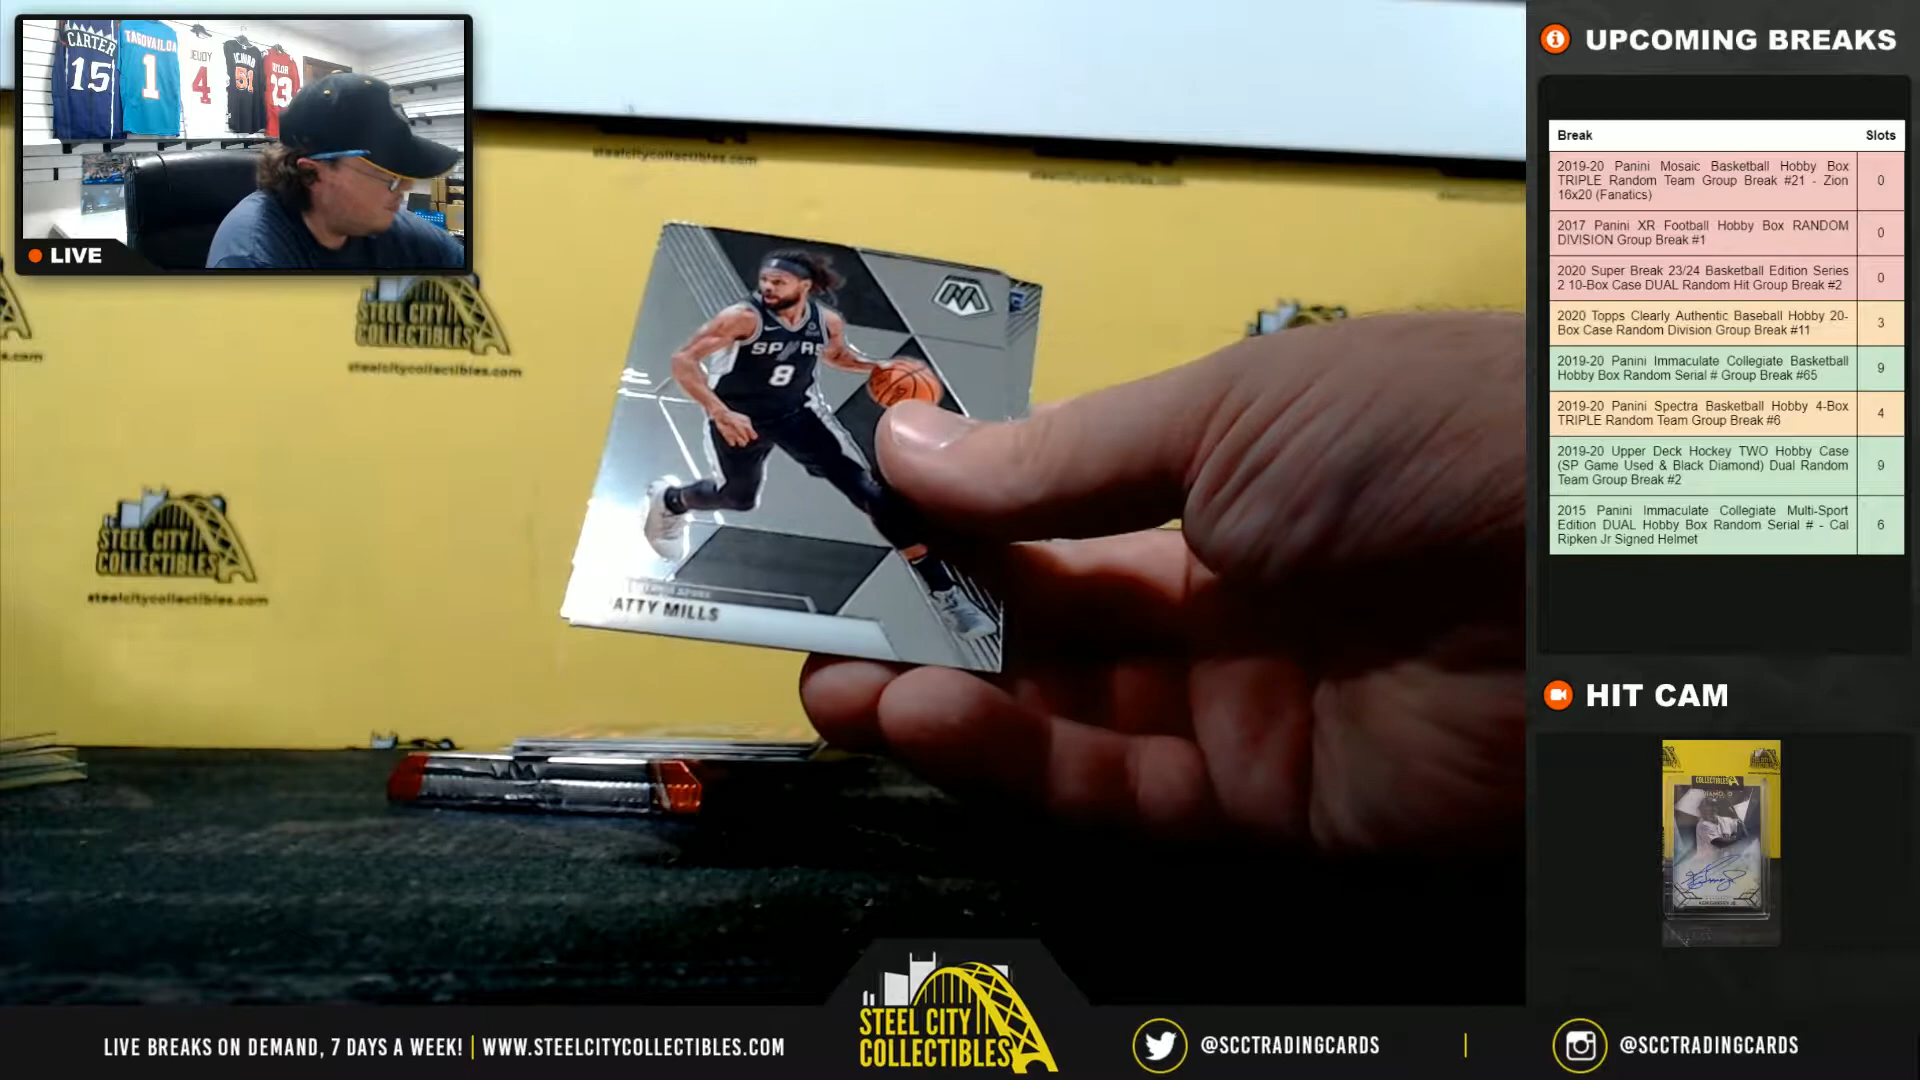 CARTER
15
TAGOVAILOA
1
JEUDY
4
51
23
LIVE
steelcitycollectibles.com
steelcitycollectibles.com
STEEL CITY
COLLECTIBLES
steelcitycollectibles.com
STEEL CITY
COLLECTIBLES
steelcitycollectibles.com
SPURS
8
ATTY MILLS
UPCOMING BREAKS
Break Slots
2019-20 Panini Mosaic Basketball Hobby Box
TRIPLE Random Team Group Break #21 - Zion
16x20 (Fanatics)
0
2017 Panini XR Football Hobby Box RANDOM
DIVISION Group Break #1
0
2020 Super Break 23/24 Basketball Edition Series
2 10-Box Case DUAL Random Hit Group Break #2
0
2020 Topps Clearly Authentic Baseball Hobby 20-
Box Case Random Division Group Break #11
3
2019-20 Panini Immaculate Collegiate Basketball
Hobby Box Random Serial # Group Break #65
9
2019-20 Panini Spectra Basketball Hobby 4-Box
TRIPLE Random Team Group Break #6
4
2019-20 Upper Deck Hockey TWO Hobby Case
(SP Game Used & Black Diamond) Dual Random
Team Group Break #2
9
2015 Panini Immaculate Collegiate Multi-Sport
Edition DUAL Hobby Box Random Serial # - Cal
Ripken Jr Signed Helmet
6
HIT CAM
COLLECTIBLES
LIVE BREAKS ON DEMAND, 7 DAYS A WEEK! | WWW.STEELCITYCOLLECTIBLES.COM
STEEL CITY
COLLECTIBLES
@SCCTRADINGCARDS
@SCCTRADINGCARDS